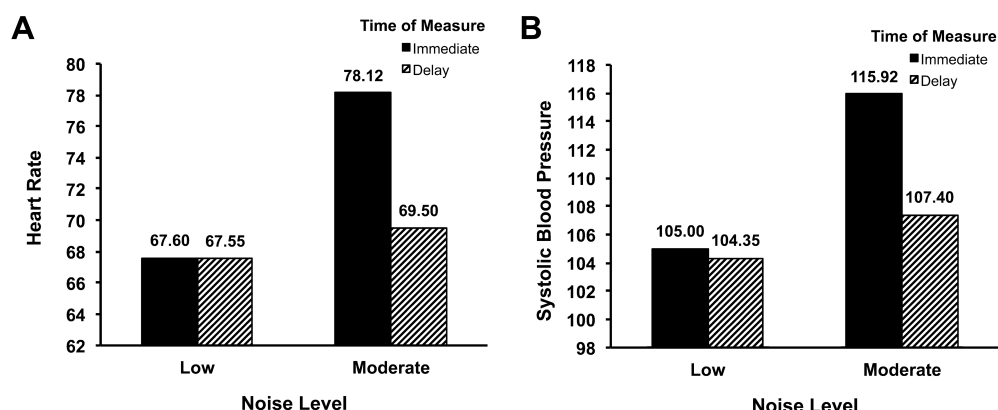 A
Time of Measure
Immediate
Delay
Heart Rate
80
78
76
74
72
70
68
66
64
62
67.60
67.55
78.12
69.50
Low
Moderate
Noise Level
B
Time of Measure
Immediate
Delay
Systolic Blood Pressure
118
116
114
112
110
108
106
104
102
100
98
105.00
104.35
115.92
107.40
Low
Moderate
Noise Level